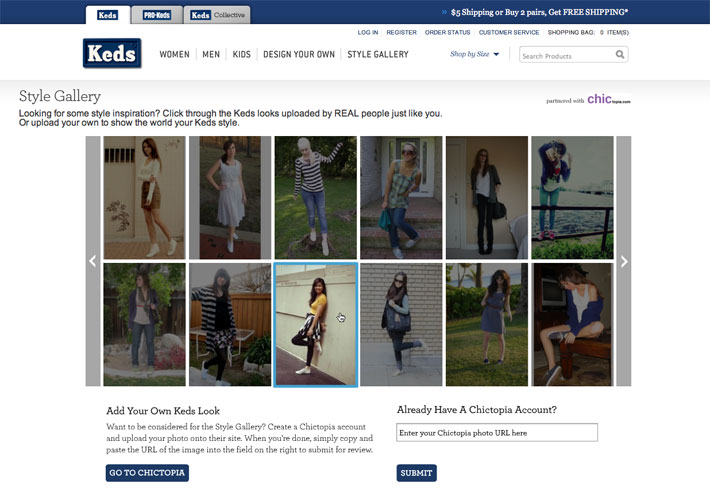 Keds
PRO-Keds
Keds Collective
» $5 Shipping or Buy 2 pairs, Get FREE SHIPPING*
LOG IN REGISTER ORDER STATUS CUSTOMER SERVICE SHOPPING BAG: 0 ITEM(S)
Keds
WOMEN MEN KIDS DESIGN YOUR OWN STYLE GALLERY
Shop by Size
Search Products
Style Gallery
partnered with chictopia.com
Looking for some style inspiration? Click through the Keds looks uploaded by REAL people just like you.
Or upload your own to show the world your Keds style.
Add Your Own Keds Look
Want to be considered for the Style Gallery? Create a Chictopia account
and upload your photo onto their site. When you're done, simply copy and
paste the URL of the image into the field on the right to submit for review.
GO TO CHICTOPIA
Already Have A Chictopia Account?
Enter your Chictopia photo URL here
SUBMIT